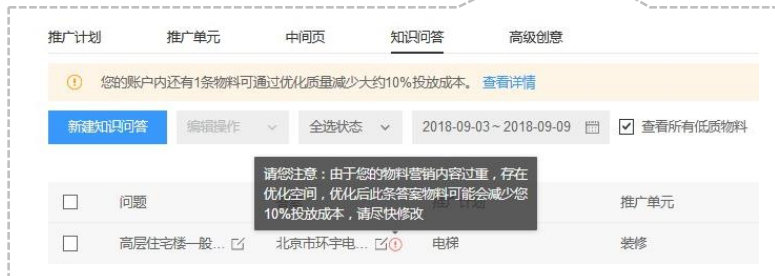 推广计划 推广单元 中间页 知识问答 高级创意
您的账户内还有1条物料可通过优化质量减少大约10%投放成本。 查看详情
新建知识问答 编辑操作 全选状态 2018-09-03 ~ 2018-09-09 查看所有低质物料
请您注意：由于您的物料营销内容过重，存在
优化空间，优化后此条答案物料可能会减少您
10%投放成本，请尽快修改
问题 推广单元
高层住宅楼一般... 北京市环宇电... 电梯 装修